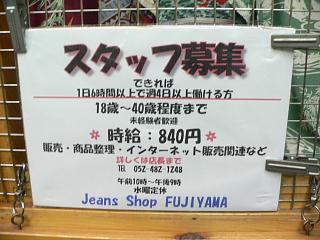 スタッフ募集
できれば
1日6時間以上で週4日以上働ける方
18歳〜40歳程度まで
未経験者歓迎
＊時給：840円＊
販売・商品整理・インターネット販売関連など
詳しくは店長まで
TEL 052-482-1248
午前10時〜午後9時
水曜定休
Jeans Shop FUJIYAMA